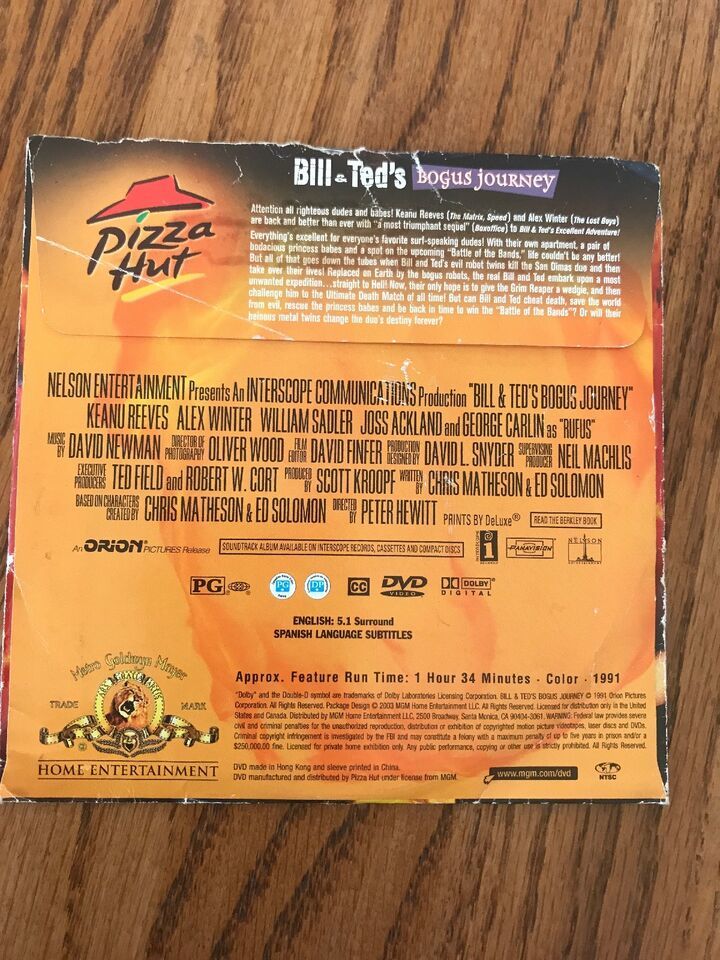 Bill & Ted's BOGUS JOURNEY
Pizza
Hut
Attention all righteous dudes and babes! Keanu Reeves (The Matrix, Speed) and Alex Winter (The Lost Boys)
are back and better than ever with "a most triumphant sequel" (Boxoffice) to Bill & Ted's Excellent Adventure!
Everything's excellent for everyone's favorite surf-speaking dudes! With their own apartment, a pair of
bodacious princess babes and a spot on the upcoming "Battle of the Bands," life couldn't be any better!
But all of that goes down the tubes when Bill and Ted's evil robot twins kill the San Dimas duo and then
take over their lives! Replaced on Earth by the bogus robots, the real Bill and Ted embark upon a most
unwanted expedition...straight to Hell! Now, their only hope is to give the Grim Reaper a wedgie, and then
challenge him to the Ultimate Death Match of all time! But can Bill and Ted cheat death, save the world
from evil, rescue the princess babes and be back in time to win the "Battle of the Bands"? Or will their
heinous metal twins change the duo's destiny forever?
NELSON ENTERTAINMENT Presents An INTERSCOPE COMMUNICATIONS Production "BILL & TED'S BOGUS JOURNEY"
KEANU REEVES ALEX WINTER WILLIAM SADLER JOSS ACKLAND and GEORGE CARLIN as "RUFUS"
MUSIC BY DAVID NEWMAN DIRECTOR OF PHOTOGRAPHY OLIVER WOOD FILM EDITOR DAVID FINFER PRODUCTION DESIGNED BY DAVID L. SNYDER SUPERVISING PRODUCER NEIL MACHLIS
EXECUTIVE PRODUCERS TED FIELD and ROBERT W. CORT PRODUCED BY SCOTT KROOPF WRITTEN BY CHRIS MATHESON & ED SOLOMON
BASED ON CHARACTERS CREATED BY CHRIS MATHESON & ED SOLOMON DIRECTED BY PETER HEWITT PRINTS BY DeLuxe® READ THE BERKLEY BOOK
An ORION PICTURES Release SOUNDTRACK ALBUM AVAILABLE ON INTERSCOPE RECORDS, CASSETTES AND COMPACT DISCS INTERSCOPE PANAVISION NELSON
PG CC DVD VIDEO DOLBY DIGITAL
ENGLISH: 5.1 Surround
SPANISH LANGUAGE SUBTITLES
Metro Goldwyn Mayer
TRADE MARK
HOME ENTERTAINMENT
Approx. Feature Run Time: 1 Hour 34 Minutes · Color · 1991
"Dolby" and the Double-D symbol are trademarks of Dolby Laboratories Licensing Corporation. BILL & TED'S BOGUS JOURNEY © 1991 Orion Pictures
Corporation. All Rights Reserved. Package Design © 2003 MGM Home Entertainment LLC. All Rights Reserved. Licensed for distribution only in the United
States and Canada. Distributed by MGM Home Entertainment LLC, 2500 Broadway, Santa Monica, CA 90404-3061. WARNING: Federal law provides severe
civil and criminal penalties for the unauthorized reproduction, distribution or exhibition of copyrighted motion picture videotapes, laser discs and DVDs.
Criminal copyright infringement is investigated by the FBI and may constitute a felony with a maximum penalty of up to five years in prison and/or a
$250,000.00 fine. Licensed for private home exhibition only. Any public performance, copying or other use is strictly prohibited. All Rights Reserved.
DVD made in Hong Kong and sleeve printed in China.
DVD manufactured and distributed by Pizza Hut under license from MGM.
www.mgm.com/dvd
NTSC